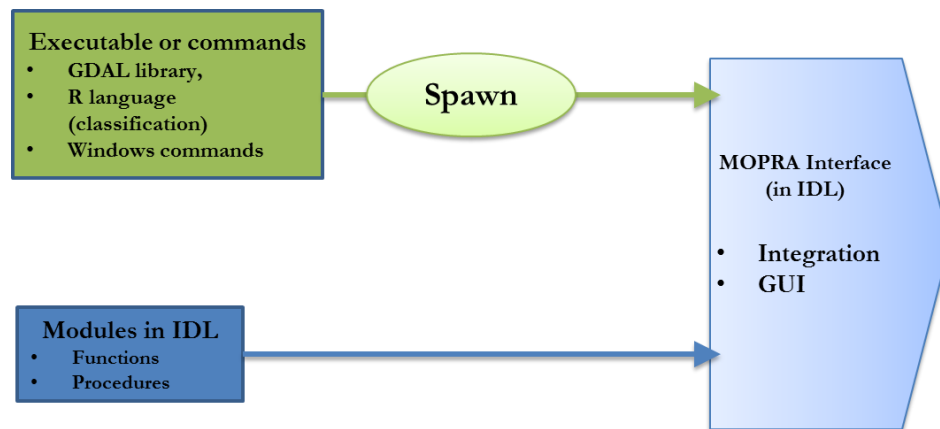 Executable or commands
• GDAL library,
• R language
(classification)
• Windows commands
Spawn
MOPRA Interface
(in IDL)
• Integration
• GUI
Modules in IDL
• Functions
• Procedures